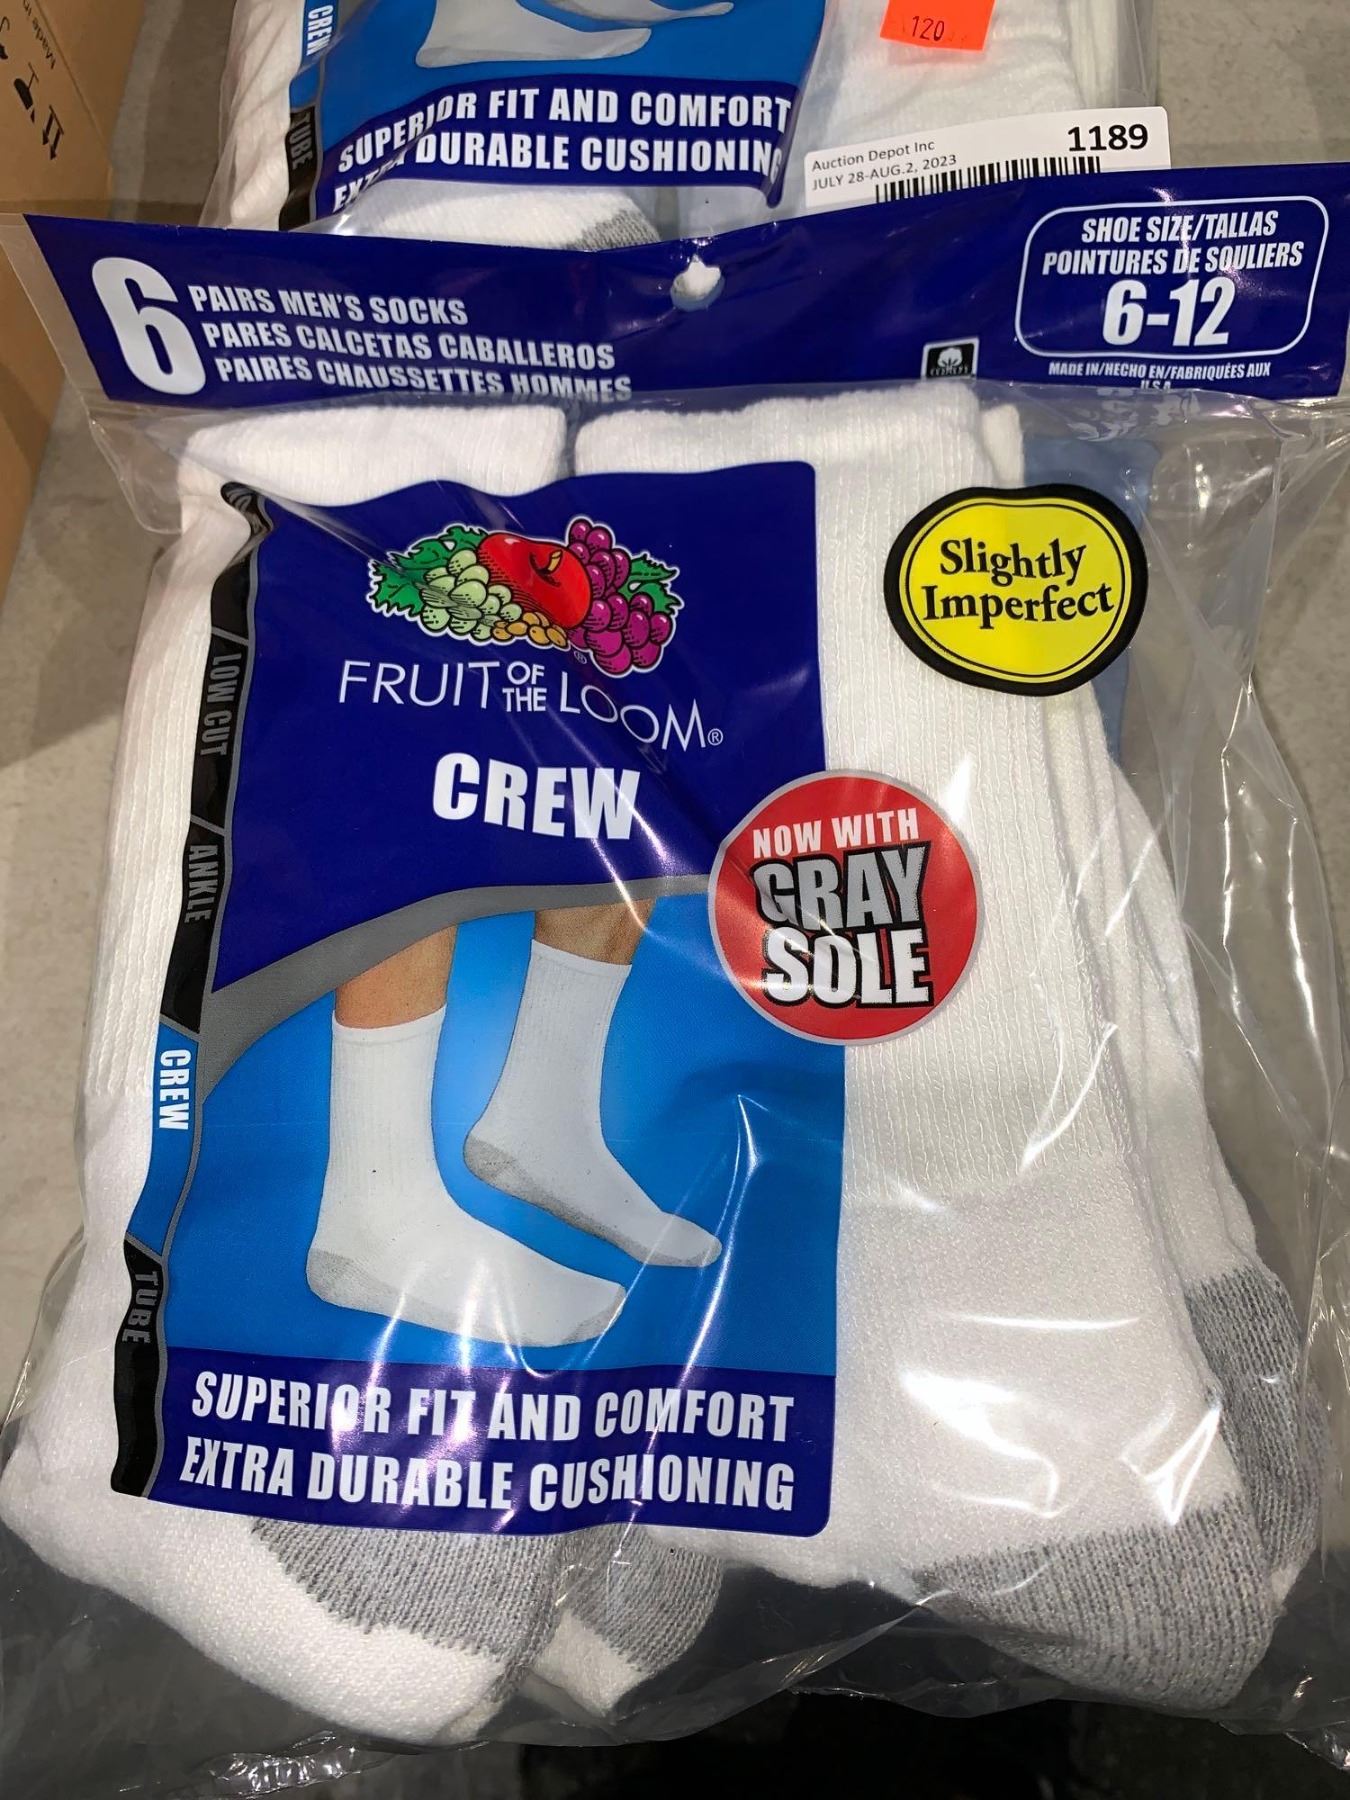 CREW
TUBE
SUPERIOR FIT AND COMFORT
EXTRA DURABLE CUSHIONING
120
Auction Depot Inc
1189
JULY 28-AUG.2, 2023
6
PAIRS MEN'S SOCKS
PARES CALCETAS CABALLEROS
PAIRES CHAUSSETTES HOMMES
SHOE SIZE/TALLAS
POINTURES DE SOULIERS
6-12
MADE IN/HECHO EN/FABRIQUÉES AUX
U.S.A.
FRUIT OF THE LOOM®
CREW
Slightly
Imperfect
NOW WITH
GRAY
SOLE
LOW CUT
ANKLE
CREW
TUBE
SUPERIOR FIT AND COMFORT
EXTRA DURABLE CUSHIONING